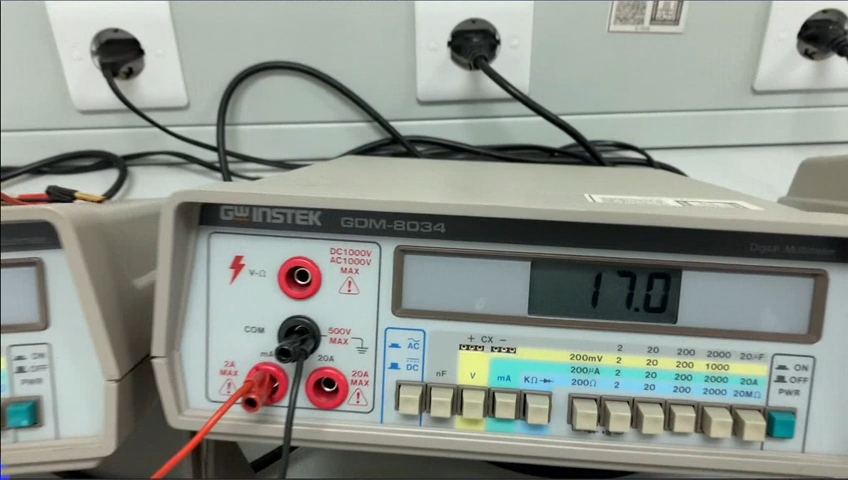 GWINSTEK GDM-8034
Digital Multimeter
17.0
V-Ω
DC1000V
AC1000V
MAX
COM
500V
MAX
mA
20A
2A
MAX
20A
MAX
AC
DC
+ CX -
nF
V
mA
KΩ
2 20 200 2000 20µF
200mV 2 20 200 1000
200µA 2 20 200 2000 20A
200Ω 2 20 200 2000 20MΩ
ON
OFF
PWR
ON
OFF
PWR